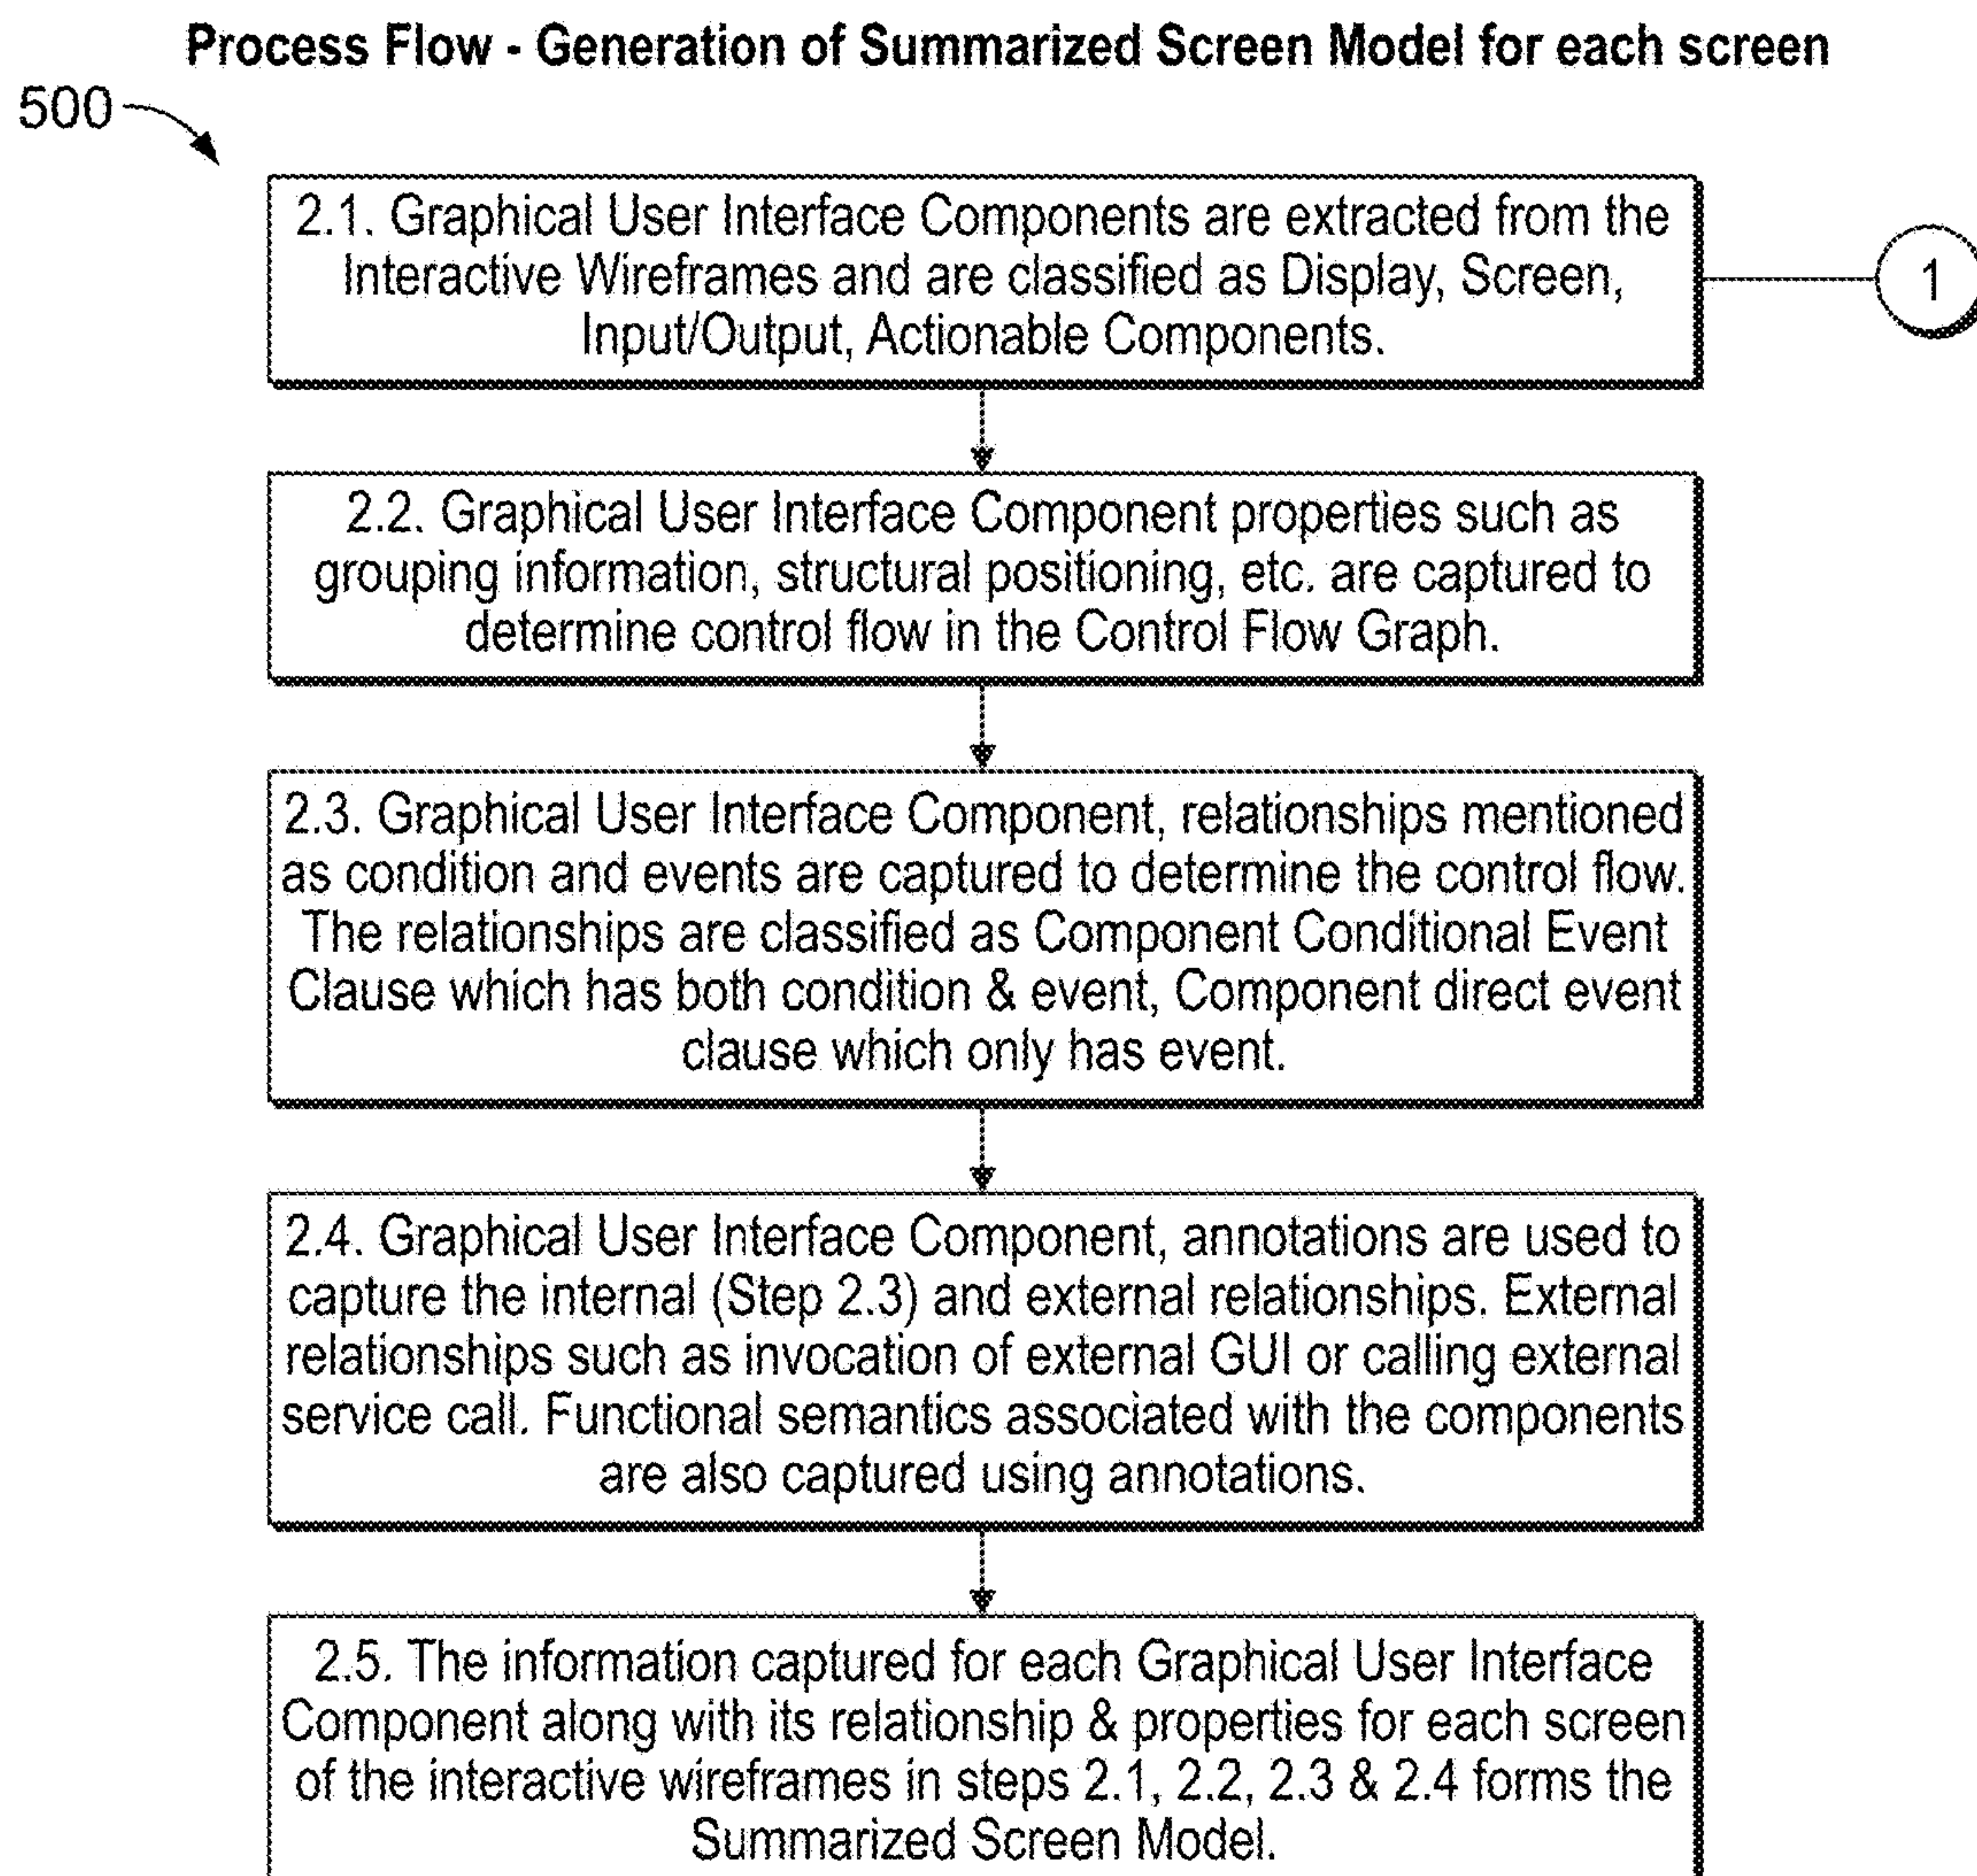 Process Flow - Generation of Summarized Screen Model for each screen
500
2.1. Graphical User Interface Components are extracted from the
Interactive Wireframes and are classified as Display, Screen,
Input/Output, Actionable Components.
1
2.2. Graphical User Interface Component properties such as
grouping information, structural positioning, etc. are captured to
determine control flow in the Control Flow Graph.
2.3. Graphical User Interface Component, relationships mentioned
as condition and events are captured to determine the control flow.
The relationships are classified as Component Conditional Event
Clause which has both condition & event, Component direct event
clause which only has event.
2.4. Graphical User Interface Component, annotations are used to
capture the internal (Step 2.3) and external relationships. External
relationships such as invocation of external GUI or calling external
service call. Functional semantics associated with the components
are also captured using annotations.
2.5. The information captured for each Graphical User Interface
Component along with its relationship & properties for each screen
of the interactive wireframes in steps 2.1, 2.2, 2.3 & 2.4 forms the
Summarized Screen Model.